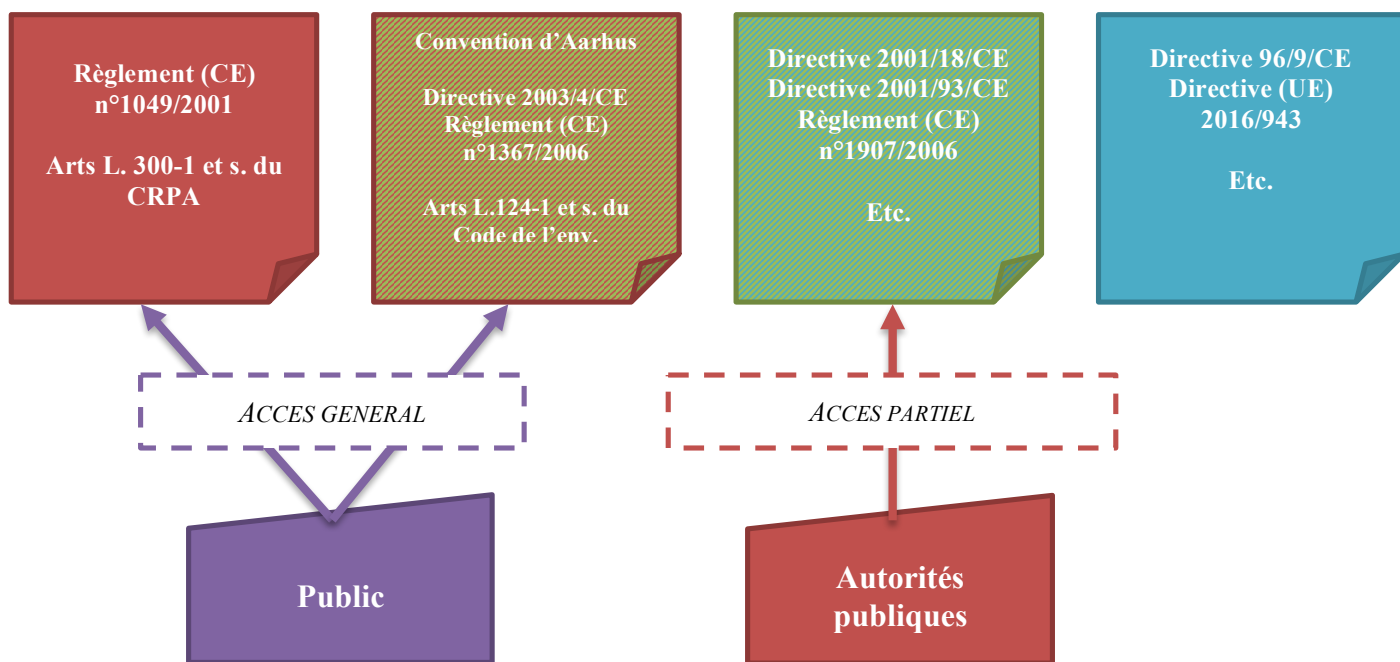 Règlement (CE)
n°1049/2001
Arts L. 300-1 et s. du
CRPA
Convention d’Aarhus
Directive 2003/4/CE
Règlement (CE)
n°1367/2006
Arts L.124-1 et s. du
Code de l’env.
Directive 2001/18/CE
Directive 2001/93/CE
Règlement (CE)
n°1907/2006
Etc.
Directive 96/9/CE
Directive (UE)
2016/943
Etc.
ACCES GENERAL
ACCES PARTIEL
Public
Autorités
publiques